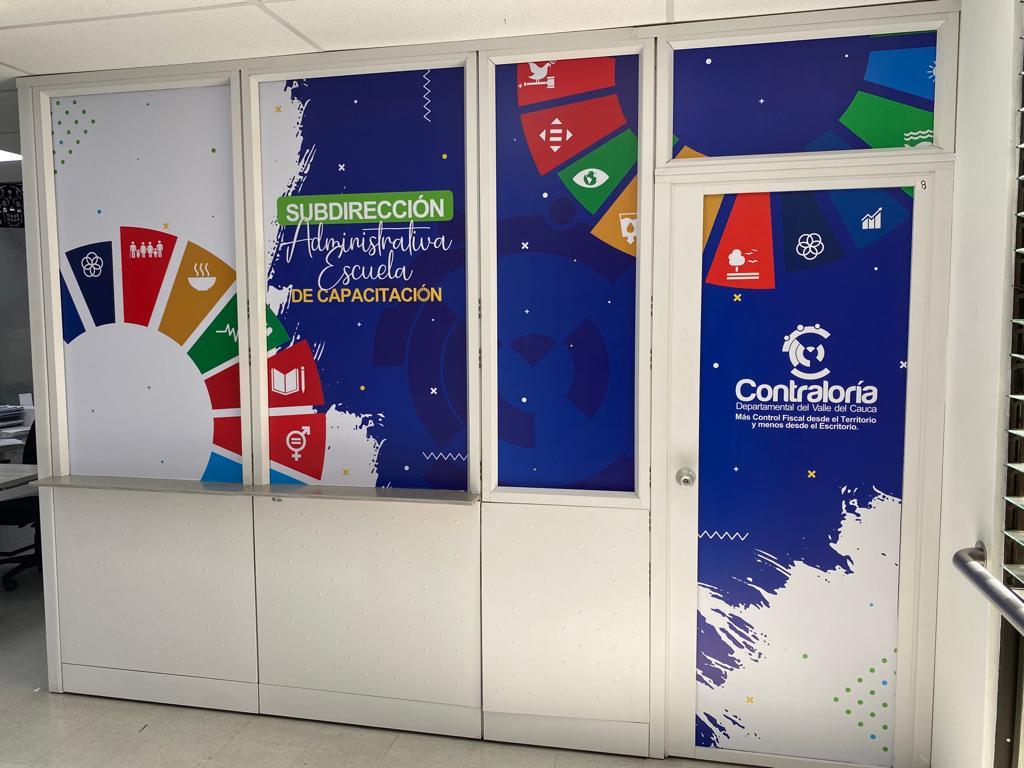 SUBDIRECCIÓN
Administrativa
Escuela
DE CAPACITACIÓN
8
Contraloría
Departamental del Valle del Cauca
Más Control Fiscal desde el Territorio
y menos desde el Escritorio.